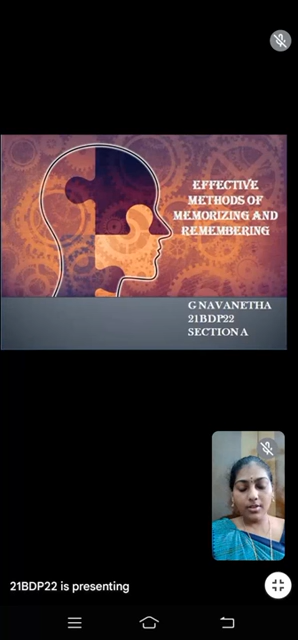 EFFECTIVE
METHODS OF
MEMORIZING AND
REMEMBERING
G NAVANETHA
21BDP22
SECTION A
21BDP22 is presenting